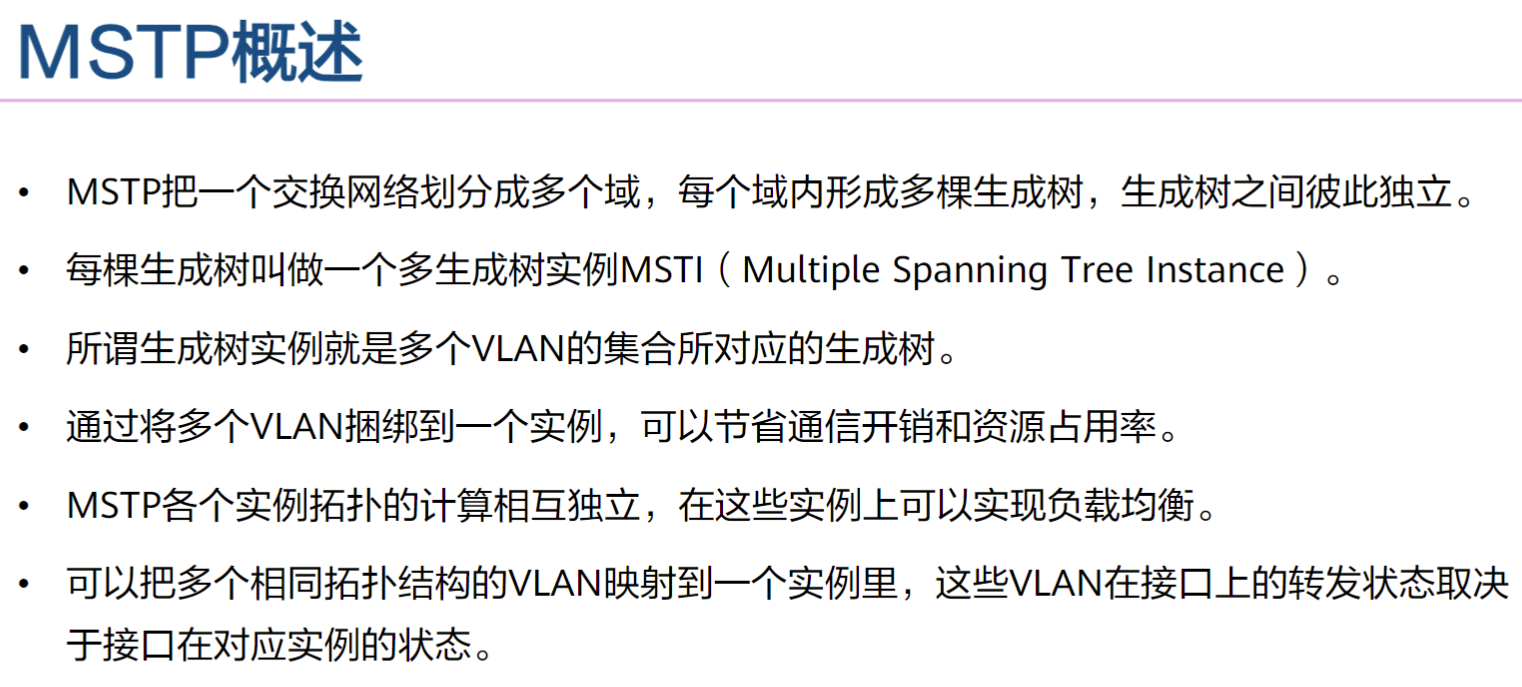 MSTP概述
• MSTP把一个交换网络划分成多个域，每个域内形成多棵生成树，生成树之间彼此独立。
• 每棵生成树叫做一个多生成树实例MSTI（Multiple Spanning Tree Instance）。
• 所谓生成树实例就是多个VLAN的集合所对应的生成树。
• 通过将多个VLAN捆绑到一个实例，可以节省通信开销和资源占用率。
• MSTP各个实例拓扑的计算相互独立，在这些实例上可以实现负载均衡。
• 可以把多个相同拓扑结构的VLAN映射到一个实例里，这些VLAN在接口上的转发状态取决
于接口在对应实例的状态。